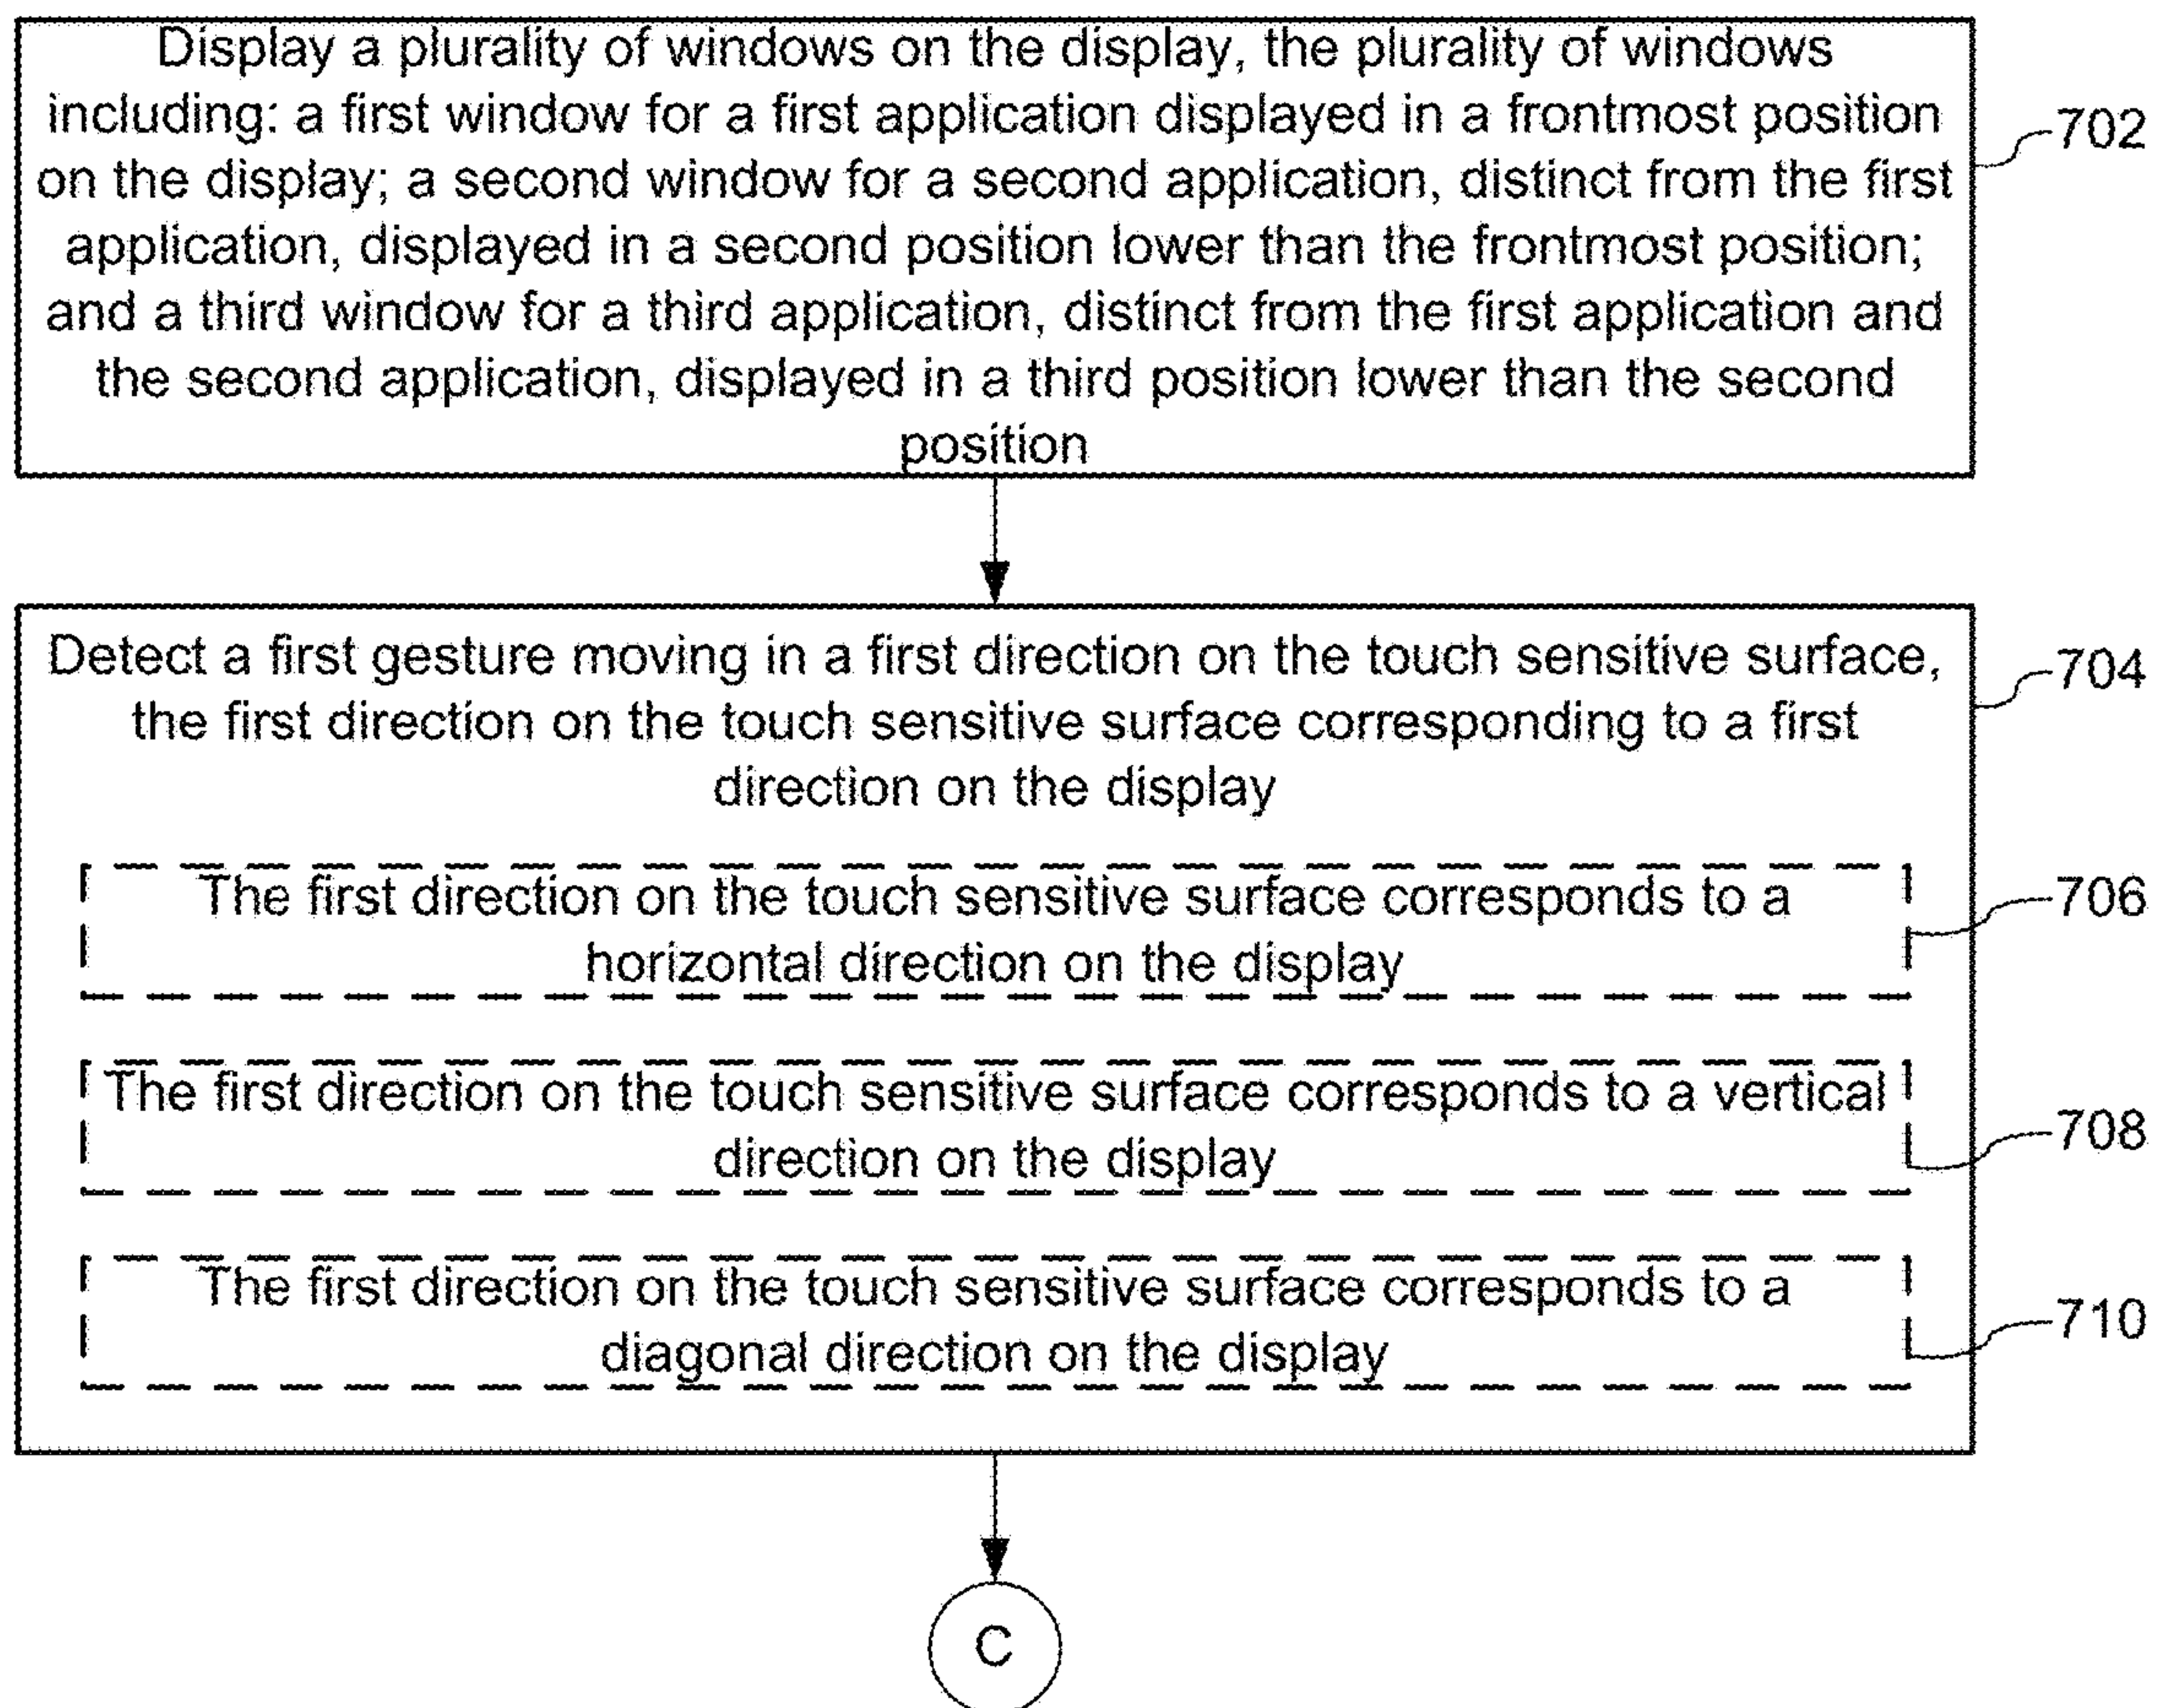 Display a plurality of windows on the display, the plurality of windows
including: a first window for a first application displayed in a frontmost position
on the display; a second window for a second application, distinct from the first
application, displayed in a second position lower than the frontmost position;
and a third window for a third application, distinct from the first application and
the second application, displayed in a third position lower than the second
position
702
Detect a first gesture moving in a first direction on the touch sensitive surface,
the first direction on the touch sensitive surface corresponding to a first
direction on the display
704
The first direction on the touch sensitive surface corresponds to a
horizontal direction on the display
706
The first direction on the touch sensitive surface corresponds to a vertical
direction on the display
708
The first direction on the touch sensitive surface corresponds to a
diagonal direction on the display
710
C